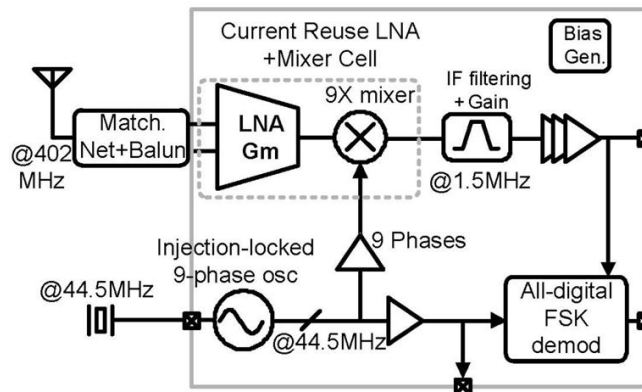 Current Reuse LNA
+Mixer Cell
Bias
Gen.
9X mixer
IF filtering
+ Gain
Match.
Net+Balun
LNA
Gm
@402
MHz
@1.5MHz
9 Phases
Injection-locked
9-phase osc
@44.5MHz
@44.5MHz
All-digital
FSK
demod